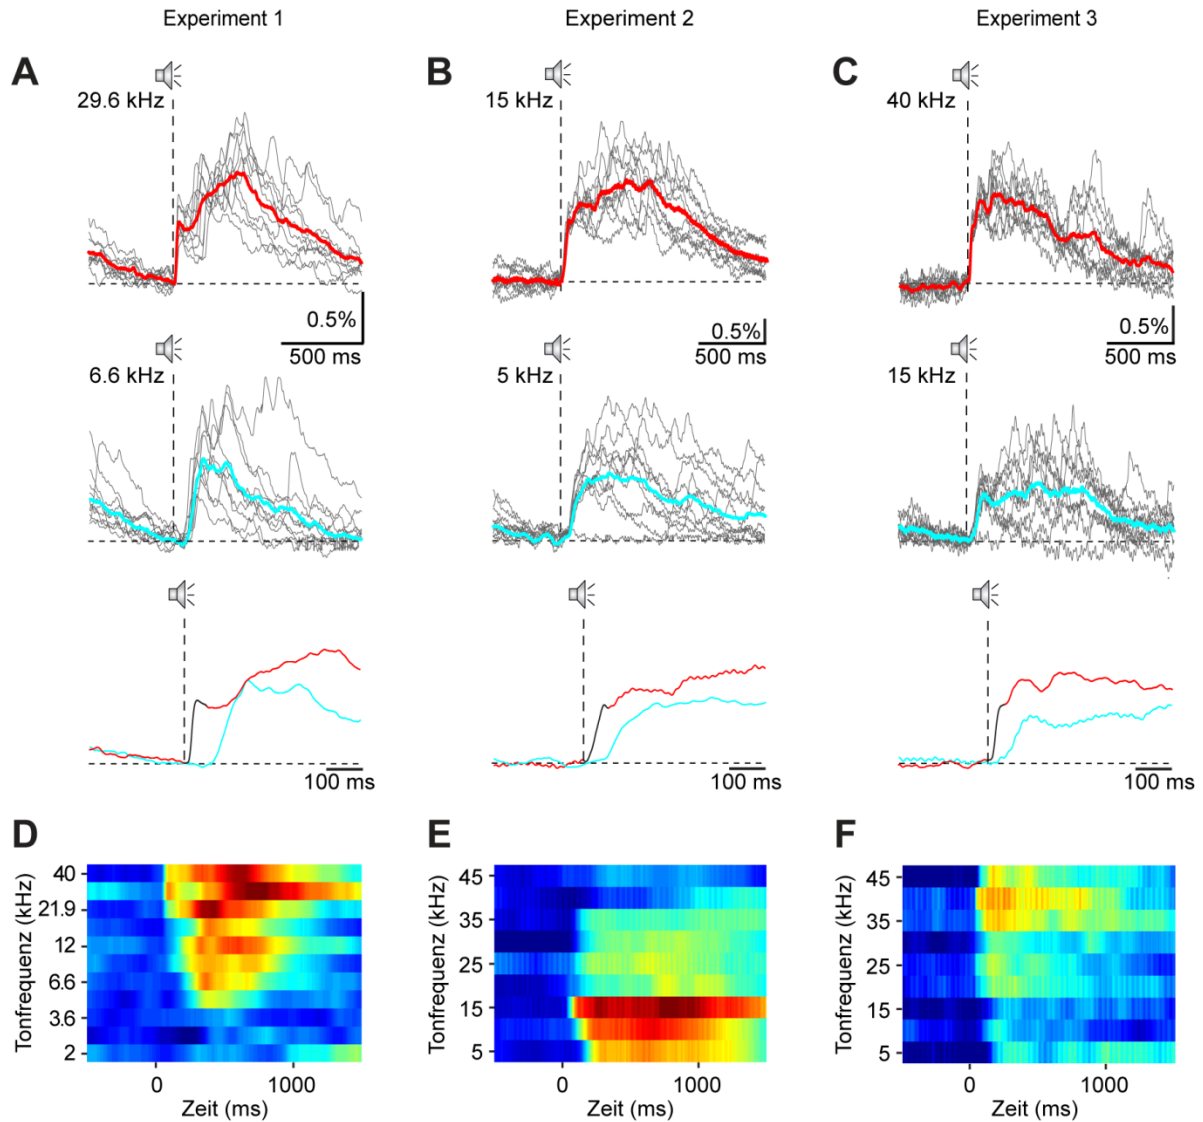 Experiment 1
Experiment 2
Experiment 3
A
B
C
29.6 kHz
15 kHz
40 kHz
0.5%
500 ms
0.5%
500 ms
0.5%
500 ms
6.6 kHz
5 kHz
15 kHz
100 ms
100 ms
100 ms
D
E
F
Tonfrequenz (kHz)
40
21.9
12
6.6
3.6
2
0
1000
Zeit (ms)
Tonfrequenz (kHz)
45
35
25
15
5
0
1000
Zeit (ms)
Tonfrequenz (kHz)
45
35
25
15
5
0
1000
Zeit (ms)